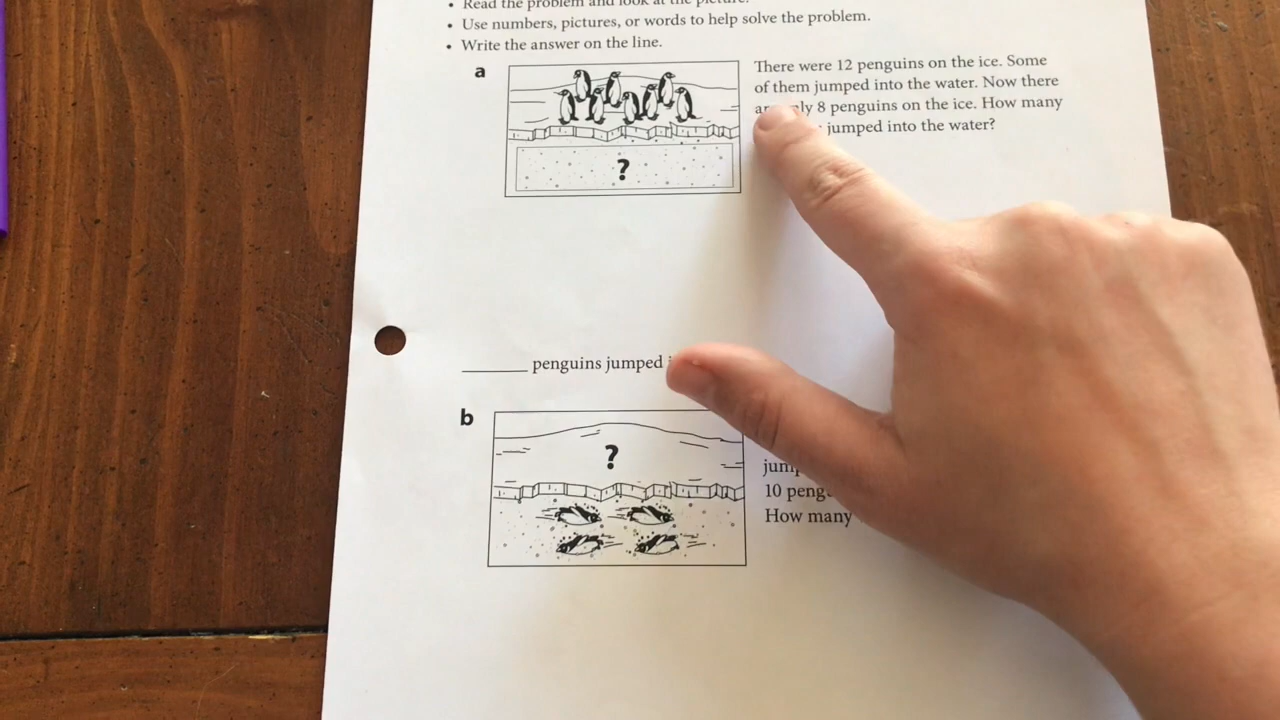 Read the problem and look at the picture.
• Use numbers, pictures, or words to help solve the problem.
• Write the answer on the line.
a
There were 12 penguins on the ice. Some
of them jumped into the water. Now there
8 penguins on the ice. How many
jumped into the water?
?
______ penguins jumped
b
?
10
How many